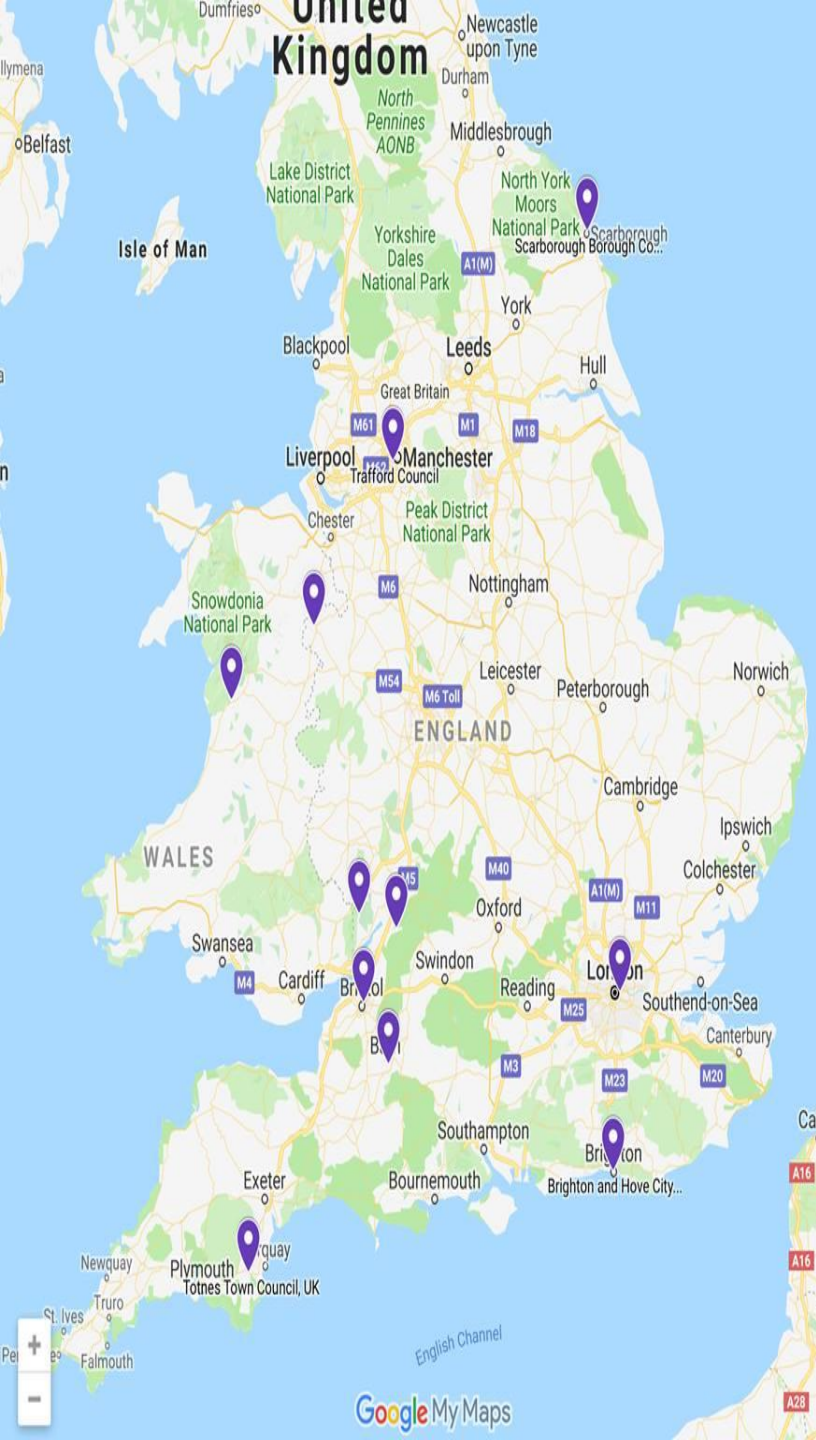 United
Kingdom
Dumfries
Newcastle
upon Tyne
Durham
llymena
Belfast
North
Pennines
AONB
Middlesbrough
Lake District
National Park
North York
Moors
National Park
Scarborough
Scarborough Borough Co...
Isle of Man
Yorkshire
Dales
National Park
A1(M)
York
Blackpool
Leeds
Hull
Great Britain
M61
M1
M18
Liverpool
M62
Manchester
Trafford Council
Chester
Peak District
National Park
M6
Nottingham
Snowdonia
National Park
M54
M6 Toll
Leicester
Peterborough
Norwich
ENGLAND
Cambridge
Ipswich
WALES
Colchester
M5
M40
A1(M)
M11
Oxford
Swansea
M4
Cardiff
Swindon
Reading
M25
Southend-on-Sea
Canterbury
M3
M23
M20
Southampton
Ca
Brighton and Hove City...
A16
Exeter
Bournemouth
A16
rquay
Plymouth
Totnes Town Council, UK
Newquay
Truro
St. Ives
Falmouth
English Channel
+
−
Google My Maps
A28